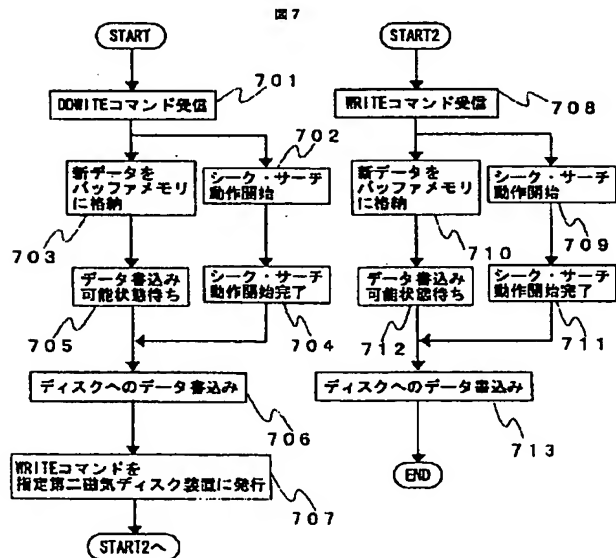 図7
START
START2
DDWITEコマンド受信
701
WRITEコマンド受信
708
702
新データを
バッファメモリ
に格納
シーク・サーチ
動作開始
新データを
バッファメモリ
に格納
シーク・サーチ
動作開始
703
710
709
データ書込み
可能状態待ち
シーク・サーチ
動作開始完了
データ書込み
可能状態待ち
シーク・サーチ
動作開始完了
705
704
712
711
ディスクへのデータ書込み
ディスクへのデータ書込み
706
713
WRITEコマンドを
指定第二磁気ディスク装置に発行
END
707
START2へ